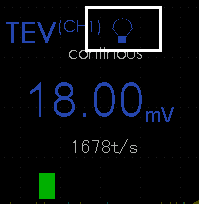 TEV(CH1)
continous
18.00mV
1678t/s